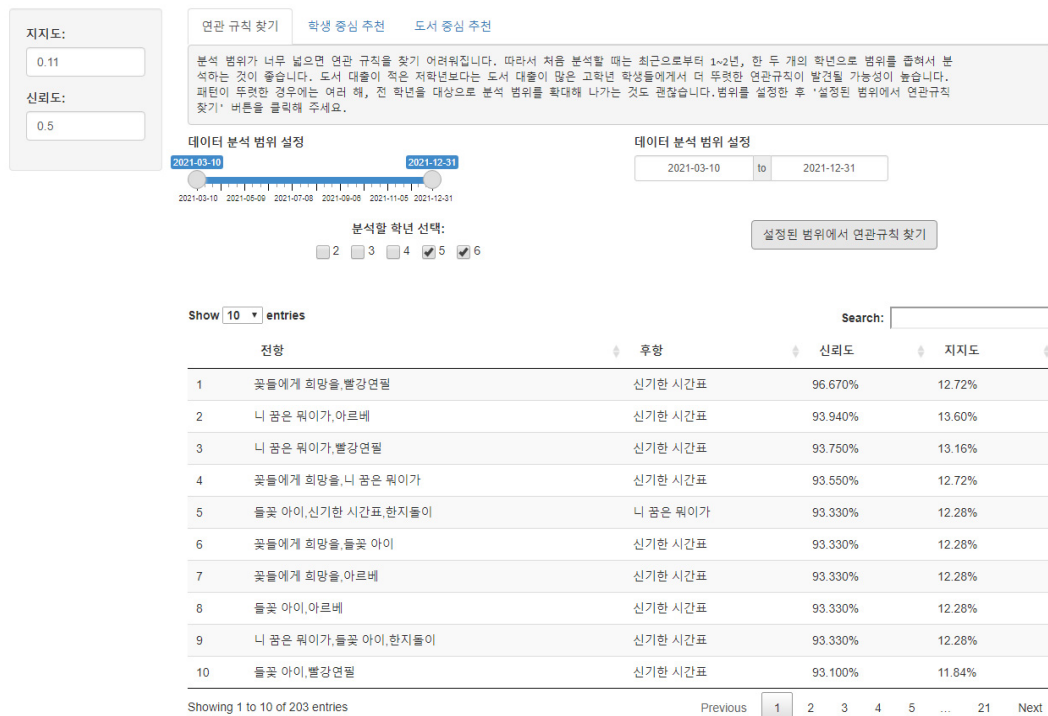 지지도:
0.11
신뢰도:
0.5
연관 규칙 찾기 학생 중심 추천 도서 중심 추천
분석 범위가 너무 넓으면 연관 규칙을 찾기 어려워집니다. 따라서 처음 분석할 때는 최근으로부터 1~2년, 한 두 개의 학년으로 범위를 좁혀서 분
석하는 것이 좋습니다. 도서 대출이 적은 저학년보다는 도서 대출이 많은 고학년 학생들에게서 더 뚜렷한 연관규칙이 발견될 가능성이 높습니다.
패턴이 뚜렷한 경우에는 여러 해, 전 학년을 대상으로 분석 범위를 확대해 나가는 것도 괜찮습니다.범위를 설정한 후 '설정된 범위에서 연관규칙
찾기' 버튼을 클릭해 주세요.
데이터 분석 범위 설정 데이터 분석 범위 설정
2021-03-10 2021-12-31
2021-03-10 to 2021-12-31
2021-03-10 2021-05-09 2021-07-08 2021-09-06 2021-11-05 2021-12-31
분석할 학년 선택:
2 3 4 5 6
설정된 범위에서 연관규칙 찾기
Show 10 entries Search:
전항 후항 신뢰도 지지도
1 꽃들에게 희망을,빨강연필 신기한 시간표 96.670% 12.72%
2 니 꿈은 뭐이가,아르베 신기한 시간표 93.940% 13.60%
3 니 꿈은 뭐이가,빨강연필 신기한 시간표 93.750% 13.16%
4 꽃들에게 희망을,니 꿈은 뭐이가 신기한 시간표 93.550% 12.72%
5 들꽃 아이,신기한 시간표,한지돌이 니 꿈은 뭐이가 93.330% 12.28%
6 꽃들에게 희망을,들꽃 아이 신기한 시간표 93.330% 12.28%
7 꽃들에게 희망을,아르베 신기한 시간표 93.330% 12.28%
8 들꽃 아이,아르베 신기한 시간표 93.330% 12.28%
9 니 꿈은 뭐이가,들꽃 아이,한지돌이 신기한 시간표 93.330% 12.28%
10 들꽃 아이,빨강연필 신기한 시간표 93.100% 11.84%
Showing 1 to 10 of 203 entries Previous 1 2 3 4 5 ... 21 Next